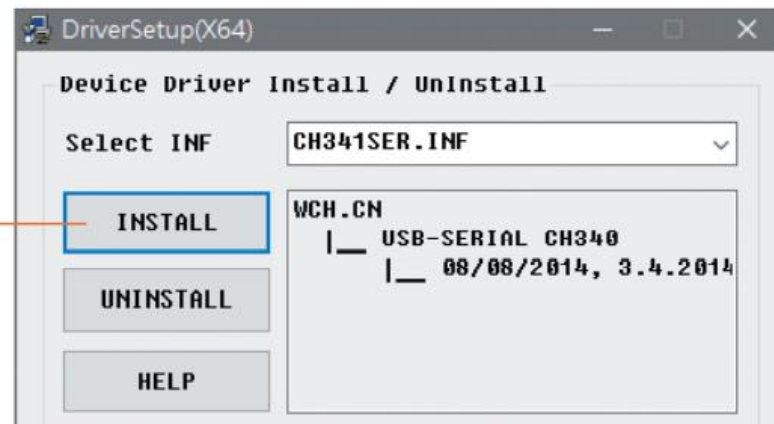 DriverSetup(X64)
Device Driver Install / UnInstall
Select INF
CH341SER.INF
INSTALL
UNINSTALL
HELP
WCH.CN
|__ USB-SERIAL CH340
|__ 08/08/2014, 3.4.2014